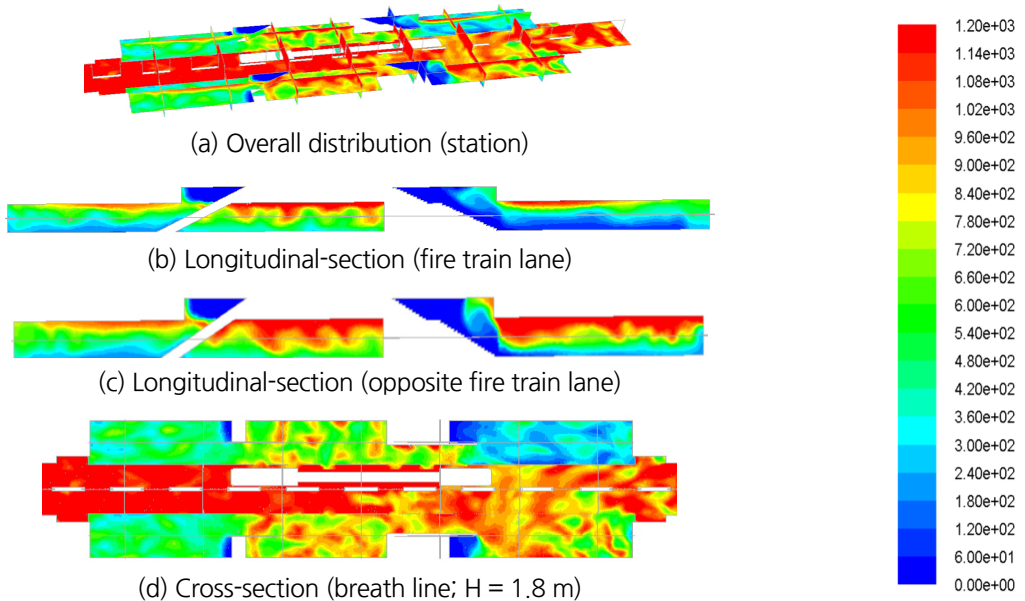 (a) Overall distribution (station)
(b) Longitudinal-section (fire train lane)
(c) Longitudinal-section (opposite fire train lane)
(d) Cross-section (breath line; H = 1.8 m)
1.20e+03
1.14e+03
1.08e+03
1.02e+03
9.60e+02
9.00e+02
8.40e+02
7.80e+02
7.20e+02
6.60e+02
6.00e+02
5.40e+02
4.80e+02
4.20e+02
3.60e+02
3.00e+02
2.40e+02
1.80e+02
1.20e+02
6.00e+01
0.00e+00